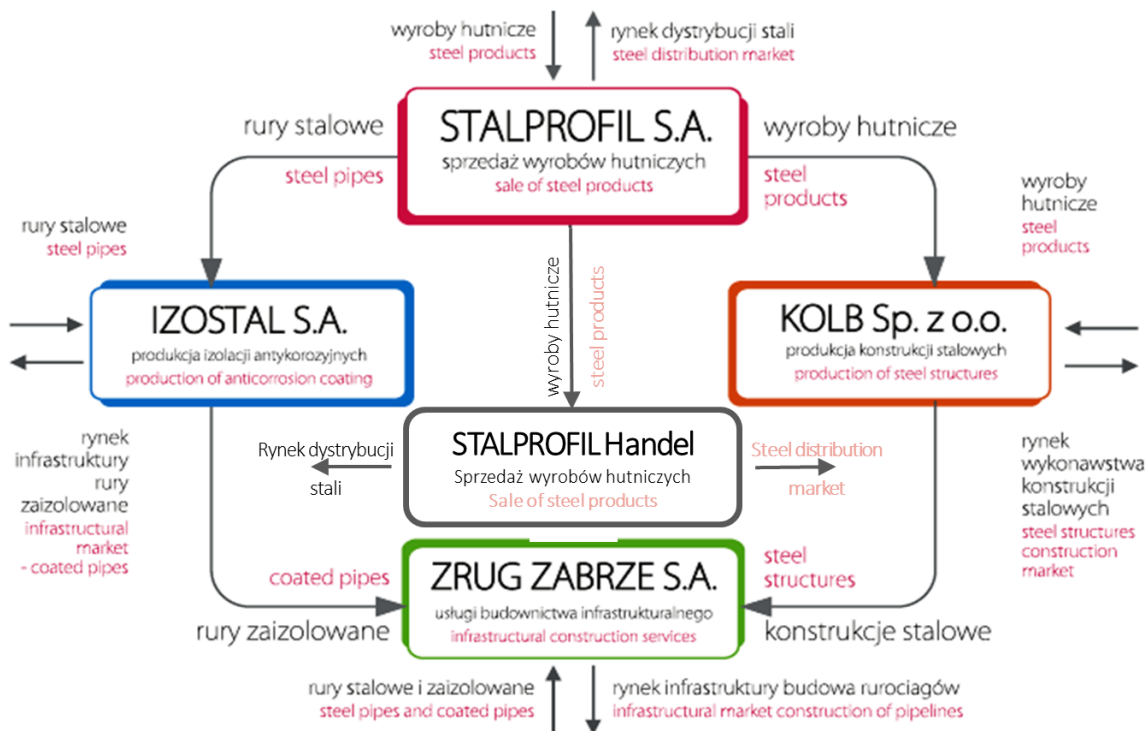 wyroby hutnicze
steel products
rynek dystrybucji stali
steel distribution market
STALPROFIL S.A.
sprzedaż wyrobów hutniczych
sale of steel products
rury stalowe
steel pipes
wyroby hutnicze
steel
products
rury stalowe
steel pipes
wyroby
hutnicze
steel
products
IZOSTAL S.A.
produkcja izolacji antykorozyjnych
production of anticorrosion coating
wyroby hutnicze
steel products
KOLB Sp. z o.o.
produkcja konstrukcji stalowych
production of steel structures
rynek
infrastruktury
rury
zaizolowane
infrastructural
market
- coated pipes
Rynek dystrybucji
stali
STALPROFIL Handel
Sprzedaż wyrobów hutniczych
Sale of steel products
Steel distribution
market
rynek
wykonawstwa
konstrukcji
stalowych
steel structures
construction
market
coated pipes
rury zaizolowane
ZRUG ZABRZE S.A.
usługi budownictwa infrastrukturalnego
infrastructural construction services
steel
structures
konstrukcje stalowe
rury stalowe i zaizolowane
steel pipes and coated pipes
rynek infrastruktury budowa rurociągów
infrastructural market construction of pipelines